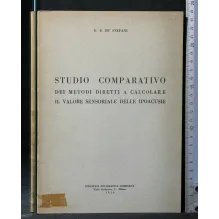 G. G. DE' STEFANI
STUDIO COMPARATIVO
DEI METODI DIRETTI A CALCOLARE
IL VALORE SENSORIALE DELLE IPOACUSIE